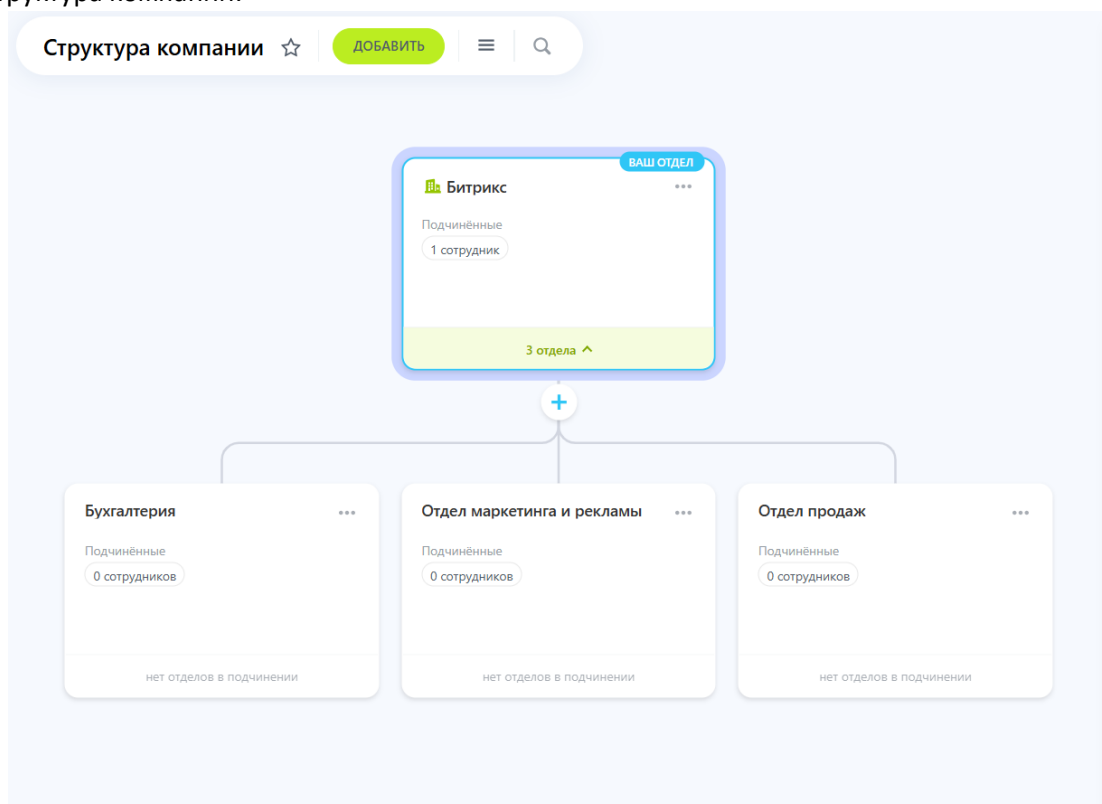 Структура компании
ДОБАВИТЬ
ВАШ ОТДЕЛ
Битрикс
Подчинённые
1 сотрудник
3 отдела
Бухгалтерия
Подчинённые
0 сотрудников
нет отделов в подчинении
Отдел маркетинга и рекламы
Подчинённые
0 сотрудников
нет отделов в подчинении
Отдел продаж
Подчинённые
0 сотрудников
нет отделов в подчинении